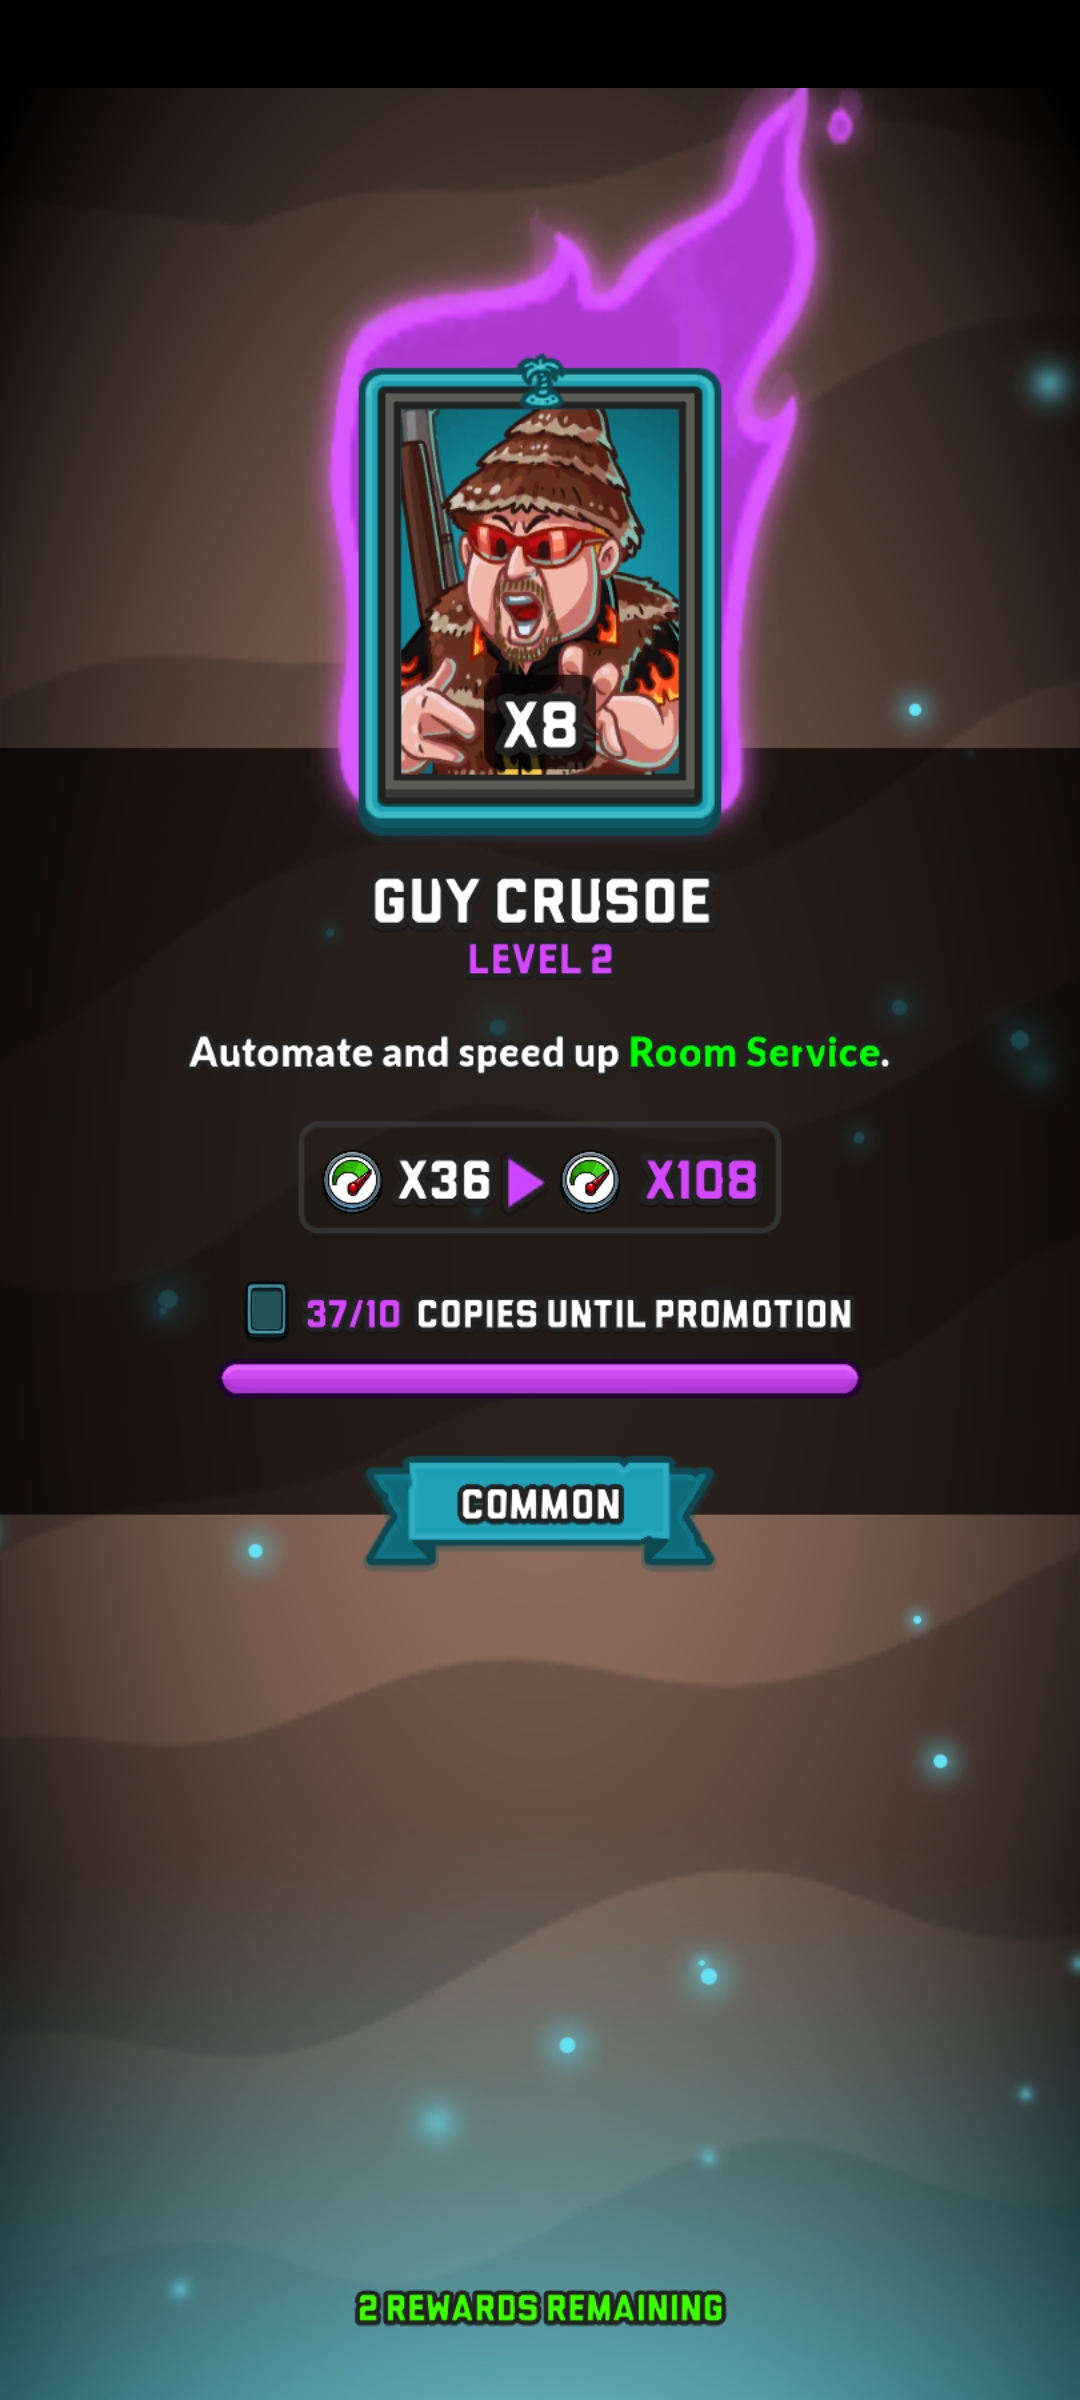 X8
GUY CRUSOE
LEVEL 2
Automate and speed up Room Service.
X36 X108
37/10 COPIES UNTIL PROMOTION
COMMON
2 REWARDS REMAINING